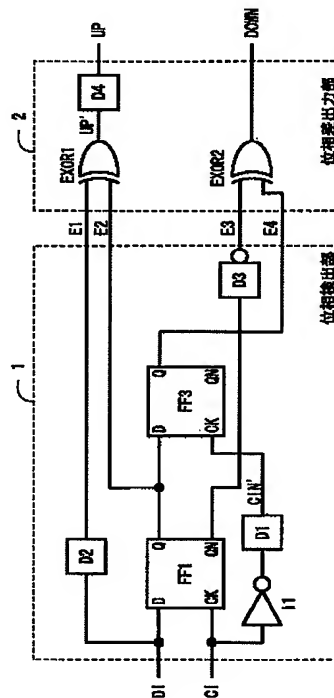 1
2
DI
CI
D2
D
Q
FF1
CK
QN
I1
D1
CIN'
D
Q
FF3
CK
QN
D3
E1
E2
E3
E4
EXOR1
UP'
D4
UP
EXOR2
DOWN
位相検出部
位相差出力部